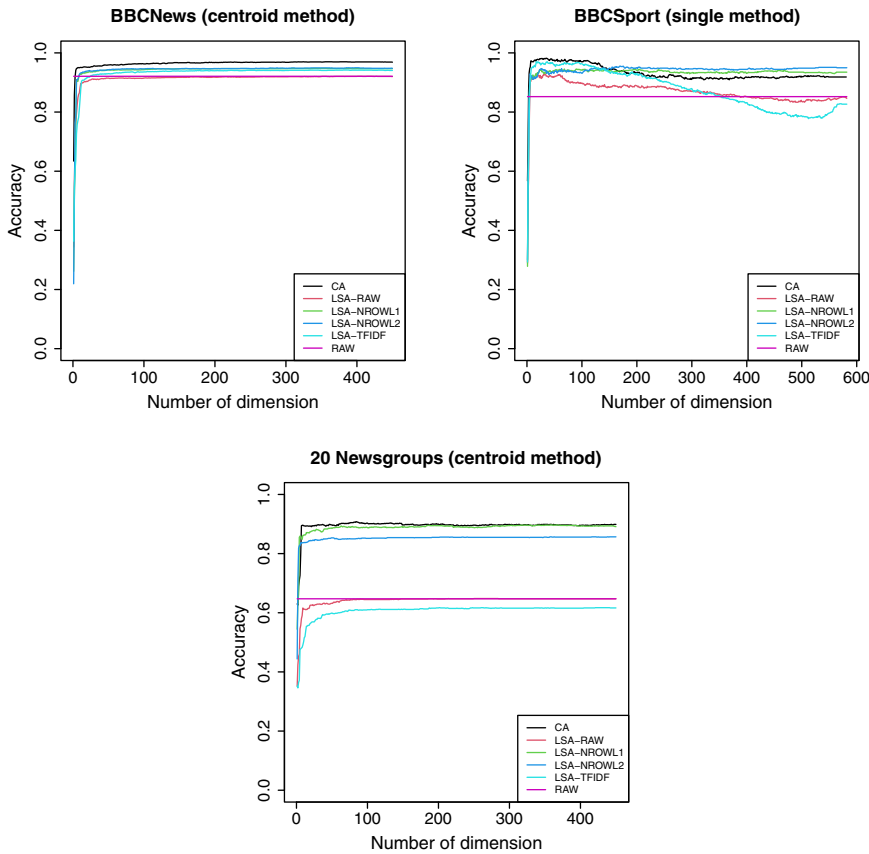 BBCNews (centroid method)
Accuracy
1.0
0.8
0.6
0.4
0.2
0.0
CA
LSA−RAW
LSA−NROWL1
LSA−NROWL2
LSA−TFIDF
RAW
0 100 200 300 400
Number of dimension
BBCSport (single method)
Accuracy
1.0
0.8
0.6
0.4
0.2
0.0
CA
LSA−RAW
LSA−NROWL1
LSA−NROWL2
LSA−TFIDF
RAW
0 100 200 300 400 500 600
Number of dimension
20 Newsgroups (centroid method)
Accuracy
1.0
0.8
0.6
0.4
0.2
0.0
CA
LSA−RAW
LSA−NROWL1
LSA−NROWL2
LSA−TFIDF
RAW
0 100 200 300 400
Number of dimension